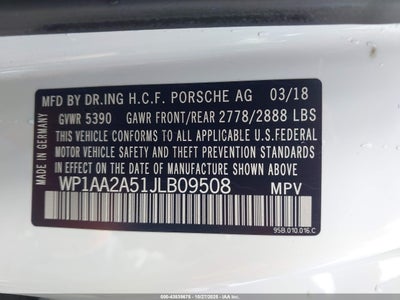 MFD BY DR.ING H.C.F. PORSCHE AG 03/18
GVWR 5390 GAWR FRONT/REAR 2778/2888 LBS
THIS VEHICLE CONFORMS TO ALL APPLICABLE U.S.FEDERAL
MOTOR VEHICLE SAFETY, BUMPER, AND THEFT PREVENTION
STANDARDS IN EFFECT ON THE DATE OF MANUFACTURE
SHOWN ABOVE.
WP1AA2A51JLB09508 MPV
MADE IN GERMANY
95B.010.016.C